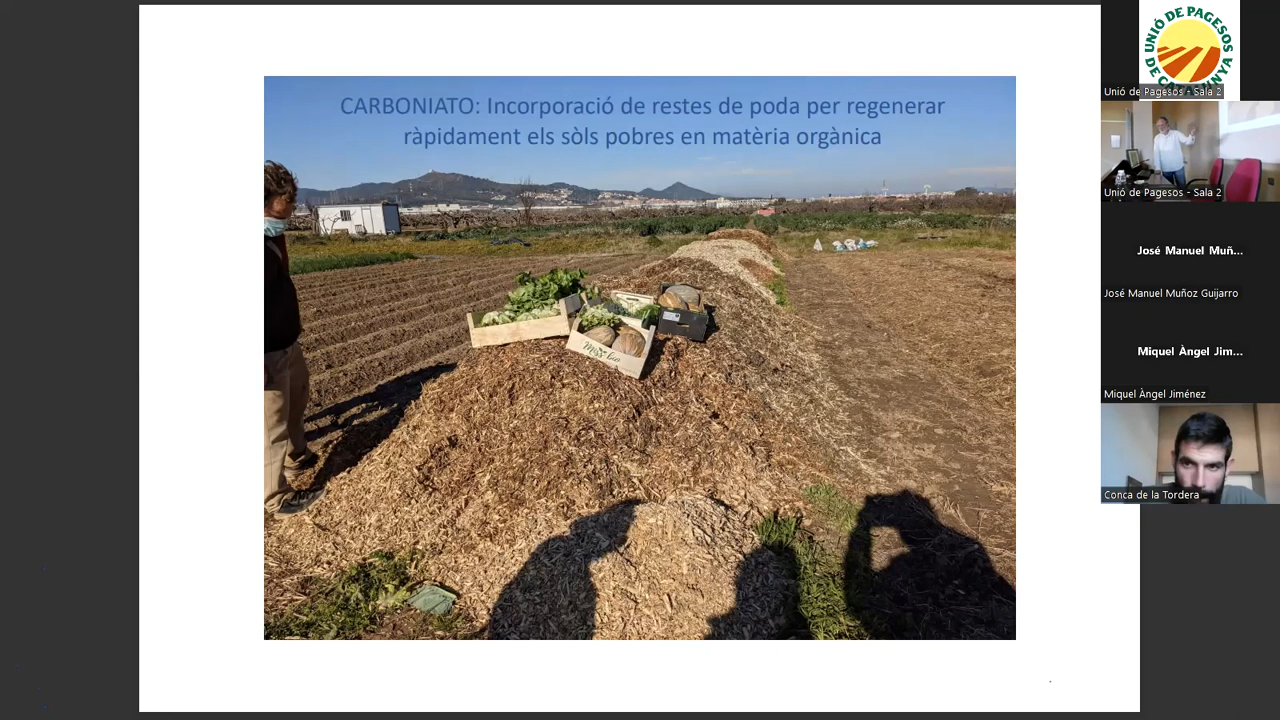 CARBONIATO: Incorporació de restes de poda per regenerar
ràpidament els sòls pobres en matèria orgànica
UNIÓ DE PAGESOS
DE CATALUNYA
Unió de Pagesos - Sala 2
Unió de Pagesos - Sala 2
José Manuel Muñ...
José Manuel Muñoz Guijarro
Miquel Àngel Jim...
Miquel Àngel Jiménez
Conca de la Tordera